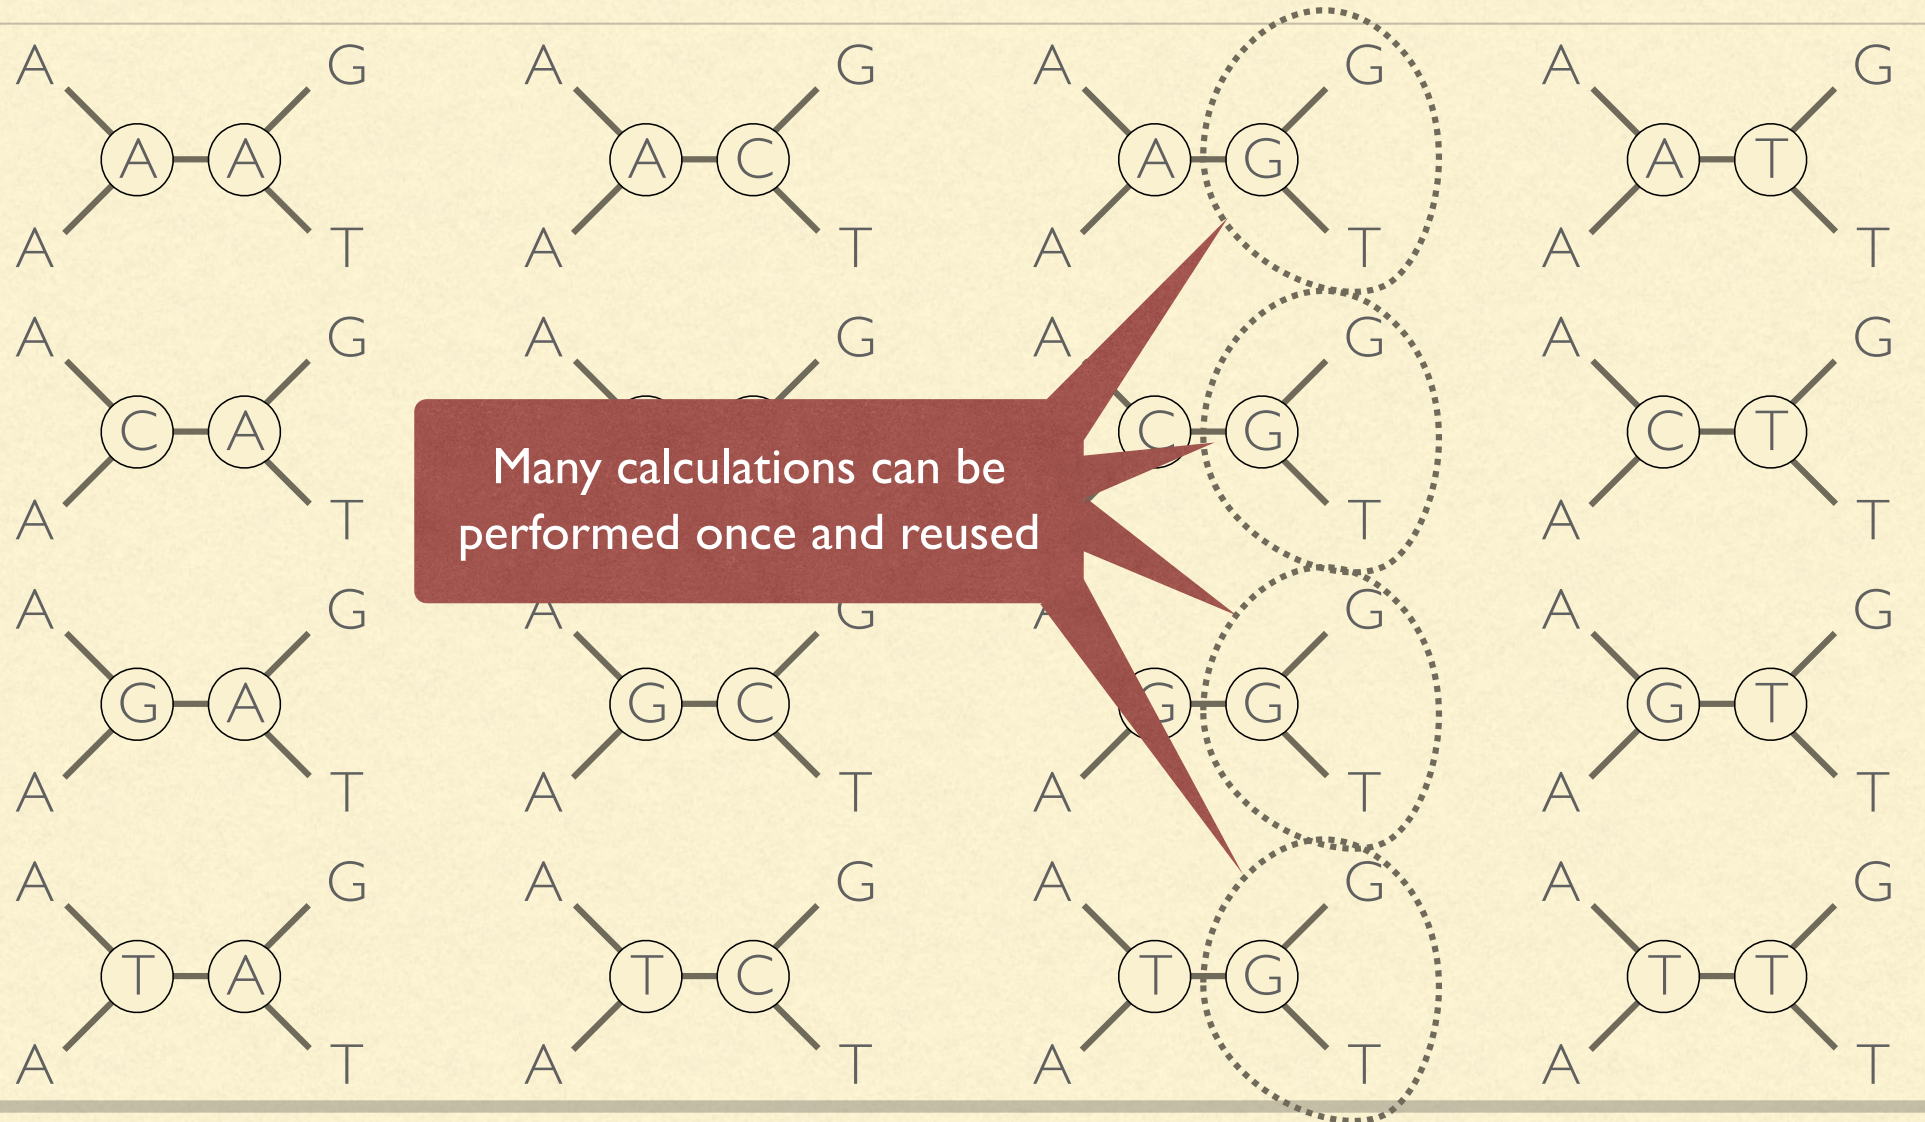 A G A G A G A G
A A A C A G A T
A T A T A T A T
A G A G A G A G
C A C G C T
Many calculations can be
performed once and reused
A T A T
A G A G A G
G A G C G G G T
A T A T A T A T
A G A G A G A G
T A T C T G T T
A T A T A T A T